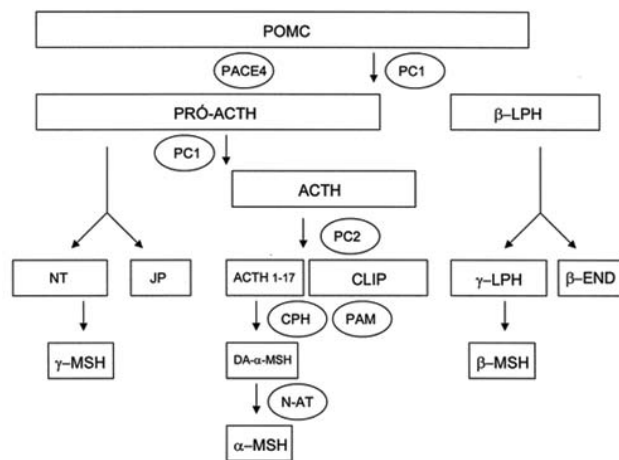 POMC
PACE4
PC1
PRÓ-ACTH
β–LPH
PC1
ACTH
PC2
NT
JP
ACTH 1-17
CLIP
γ–LPH
β–END
CPH
PAM
γ–MSH
DA-α-MSH
β–MSH
N-AT
α–MSH